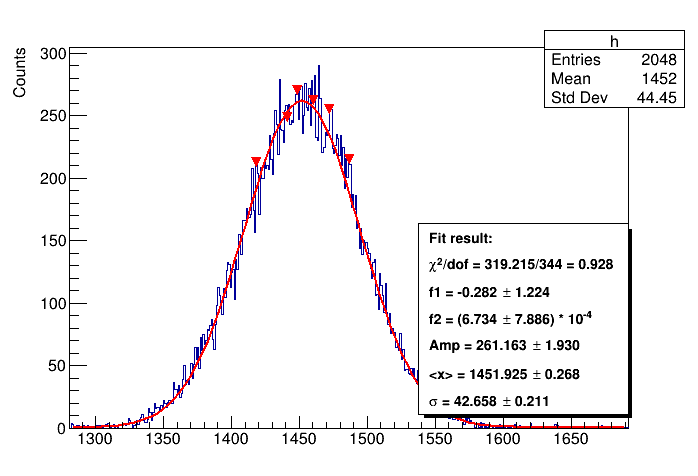 h
Entries 2048
Mean 1452
Std Dev 44.45
Counts
300
250
200
150
100
50
0
Fit result:
χ²/dof = 319.215/344 = 0.928
f1 = -0.282 ± 1.224
f2 = (6.734 ± 7.886) * 10⁻⁴
Amp = 261.163 ± 1.930
<x> = 1451.925 ± 0.268
σ = 42.658 ± 0.211
1300 1350 1400 1450 1500 1550 1600 1650